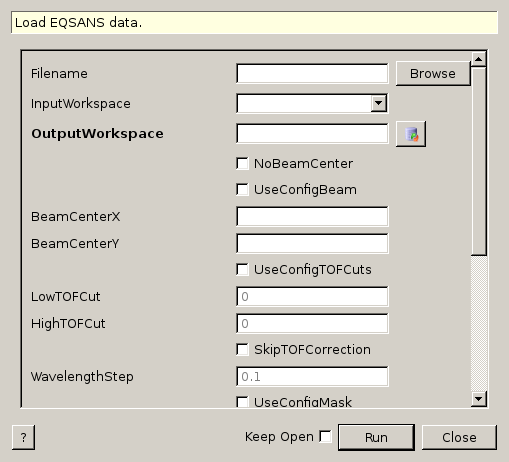 Load EQSANS data.
Filename
Browse
InputWorkspace
OutputWorkspace
NoBeamCenter
UseConfigBeam
BeamCenterX
BeamCenterY
UseConfigTOFCuts
LowTOFCut 0
HighTOFCut 0
SkipTOFCorrection
WavelengthStep 0.1
UseConfigMask
? Keep Open Run Close